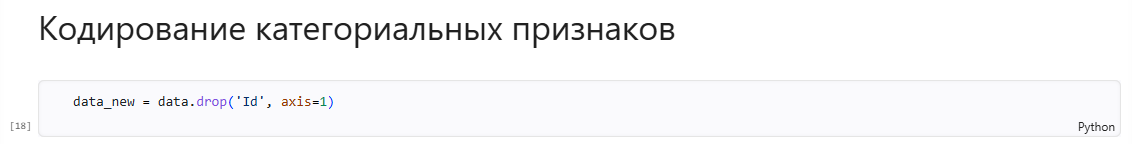 Кодирование категориальных признаков
data_new = data.drop('Id', axis=1)
[18]
Python